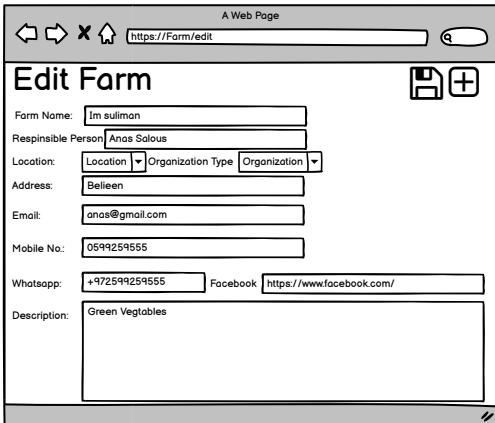 A Web Page
https://Farm/edit
Edit Farm
Farm Name: Im suliman
Respinsible Person Anas Salous
Location: Location Organization Type Organization
Address: Belieen
Email: anas@gmail.com
Mobile No.: 0599259555
Whatsapp: +972599259555 Facebook https://www.facebook.com/
Description: Green Vegtables